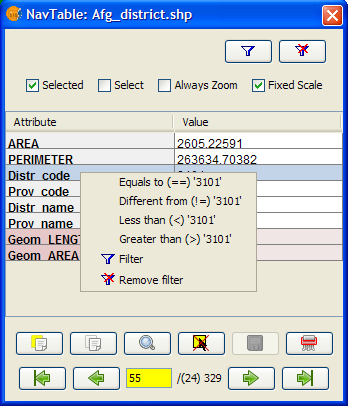 NavTable: Afg_district.shp
Selected Select Always Zoom Fixed Scale
Attribute Value
AREA 2605.22591
PERIMETER 263634.70382
Distr_code
Prov_code
Distr_name
Prov_name
Geom_LENGT
Geom_AREA
Equals to (==) '3101'
Different from (!=) '3101'
Less than (<) '3101'
Greater than (>) '3101'
Filter
Remove filter
55 /(24) 329